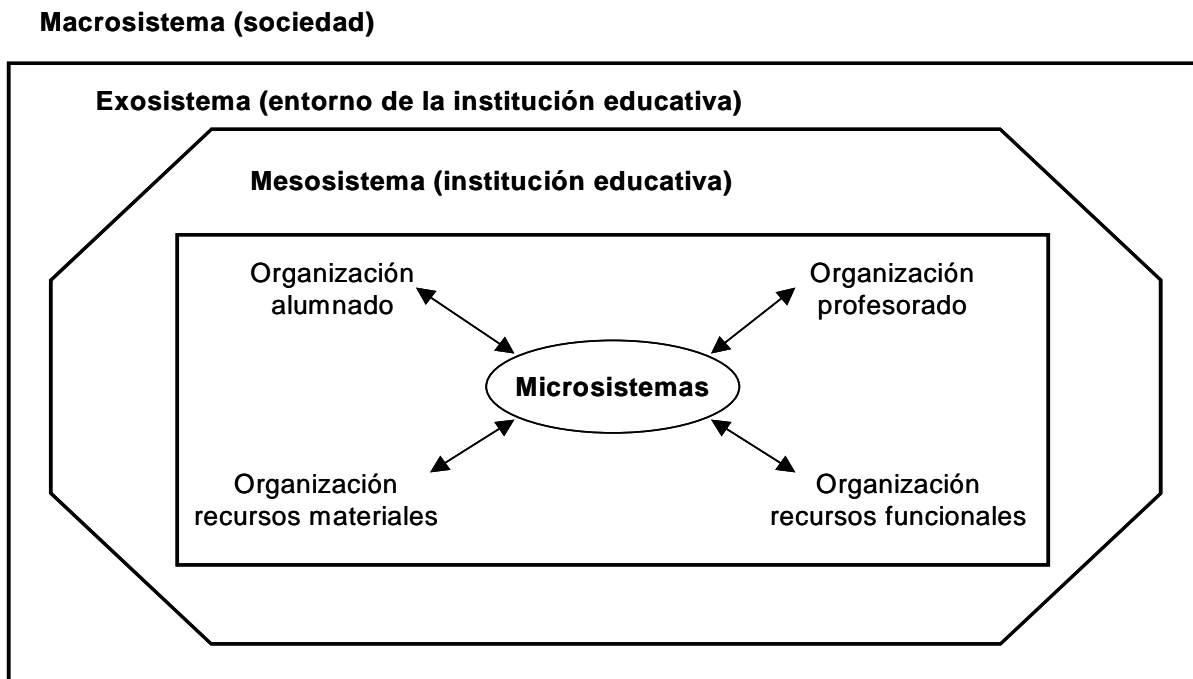 Macrosistema (sociedad)
Exosistema (entorno de la institución educativa)
Mesosistema (institución educativa)
Organización
alumnado
Organización
profesorado
Microsistemas
Organización
recursos materiales
Organización
recursos funcionales